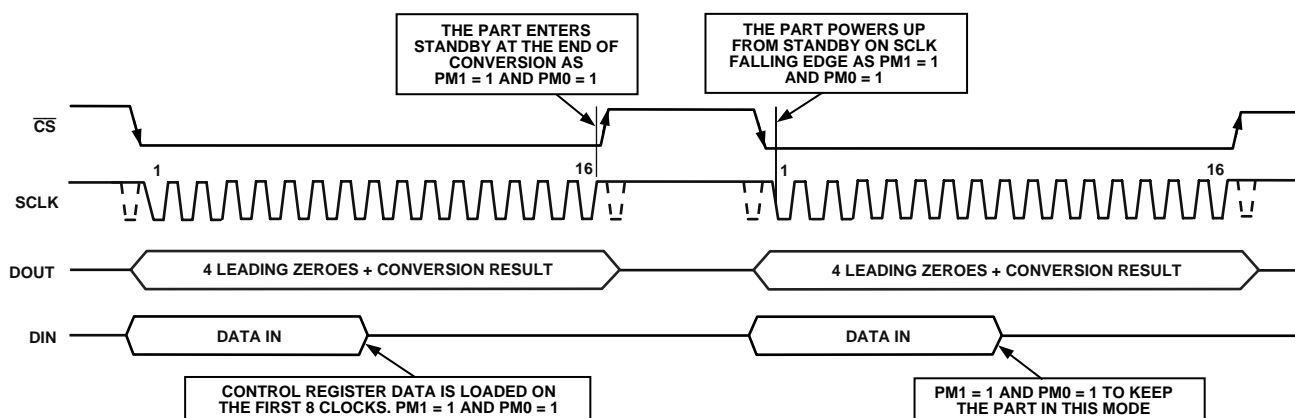 THE PART ENTERS
STANDBY AT THE END OF
CONVERSION AS
PM1 = 1 AND PM0 = 1
THE PART POWERS UP
FROM STANDBY ON SCLK
FALLING EDGE AS PM1 = 1
AND PM0 = 1
CS
1
16
1
16
SCLK
DOUT
4 LEADING ZEROES + CONVERSION RESULT
4 LEADING ZEROES + CONVERSION RESULT
DIN
DATA IN
DATA IN
CONTROL REGISTER DATA IS LOADED ON
THE FIRST 8 CLOCKS. PM1 = 1 AND PM0 = 1
PM1 = 1 AND PM0 = 1 TO KEEP
THE PART IN THIS MODE